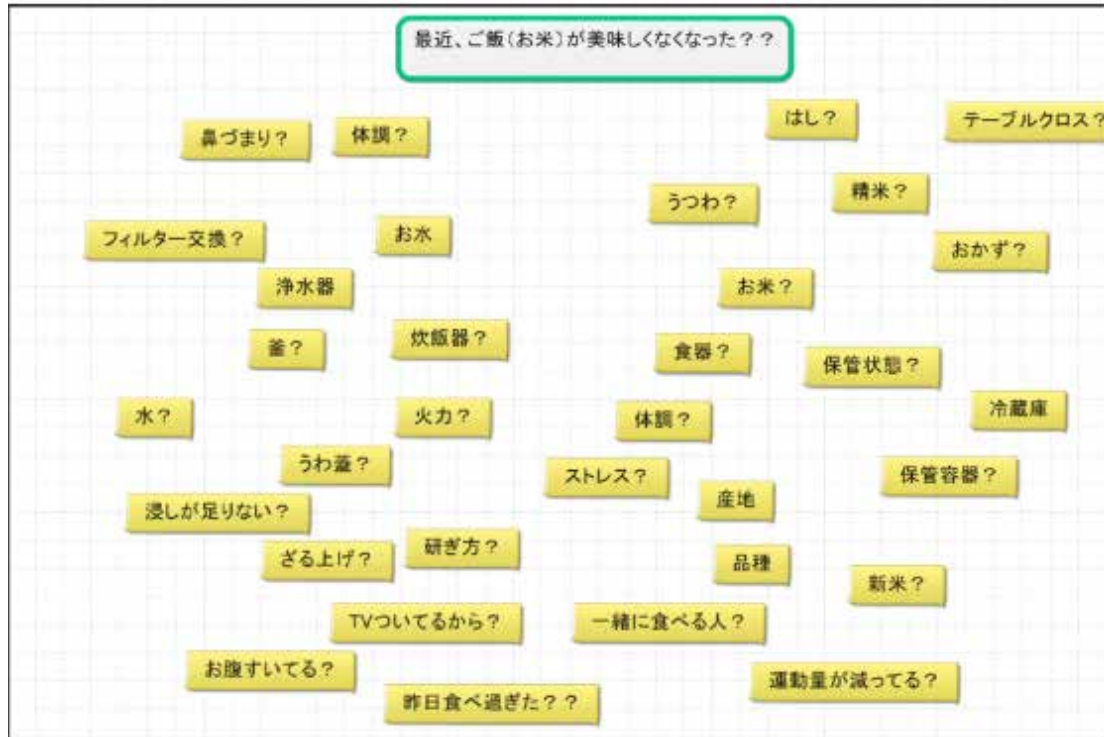 最近、ご飯(お米)が美味しくなくなった??
はし?
テーブルクロス?
鼻づまり?
体調?
うつわ?
精米?
フィルター交換?
お水
おかず?
浄水器
お米?
釜?
炊飯器?
食器?
保管状態?
水?
火力?
体調?
冷蔵庫
うわ蓋?
ストレス?
保管容器?
産地
浸しが足りない?
ざる上げ?
研ぎ方?
品種
新米?
TVついてるから?
一緒に食べる人?
お腹すいてる?
運動量が減ってる?
昨日食べ過ぎた??